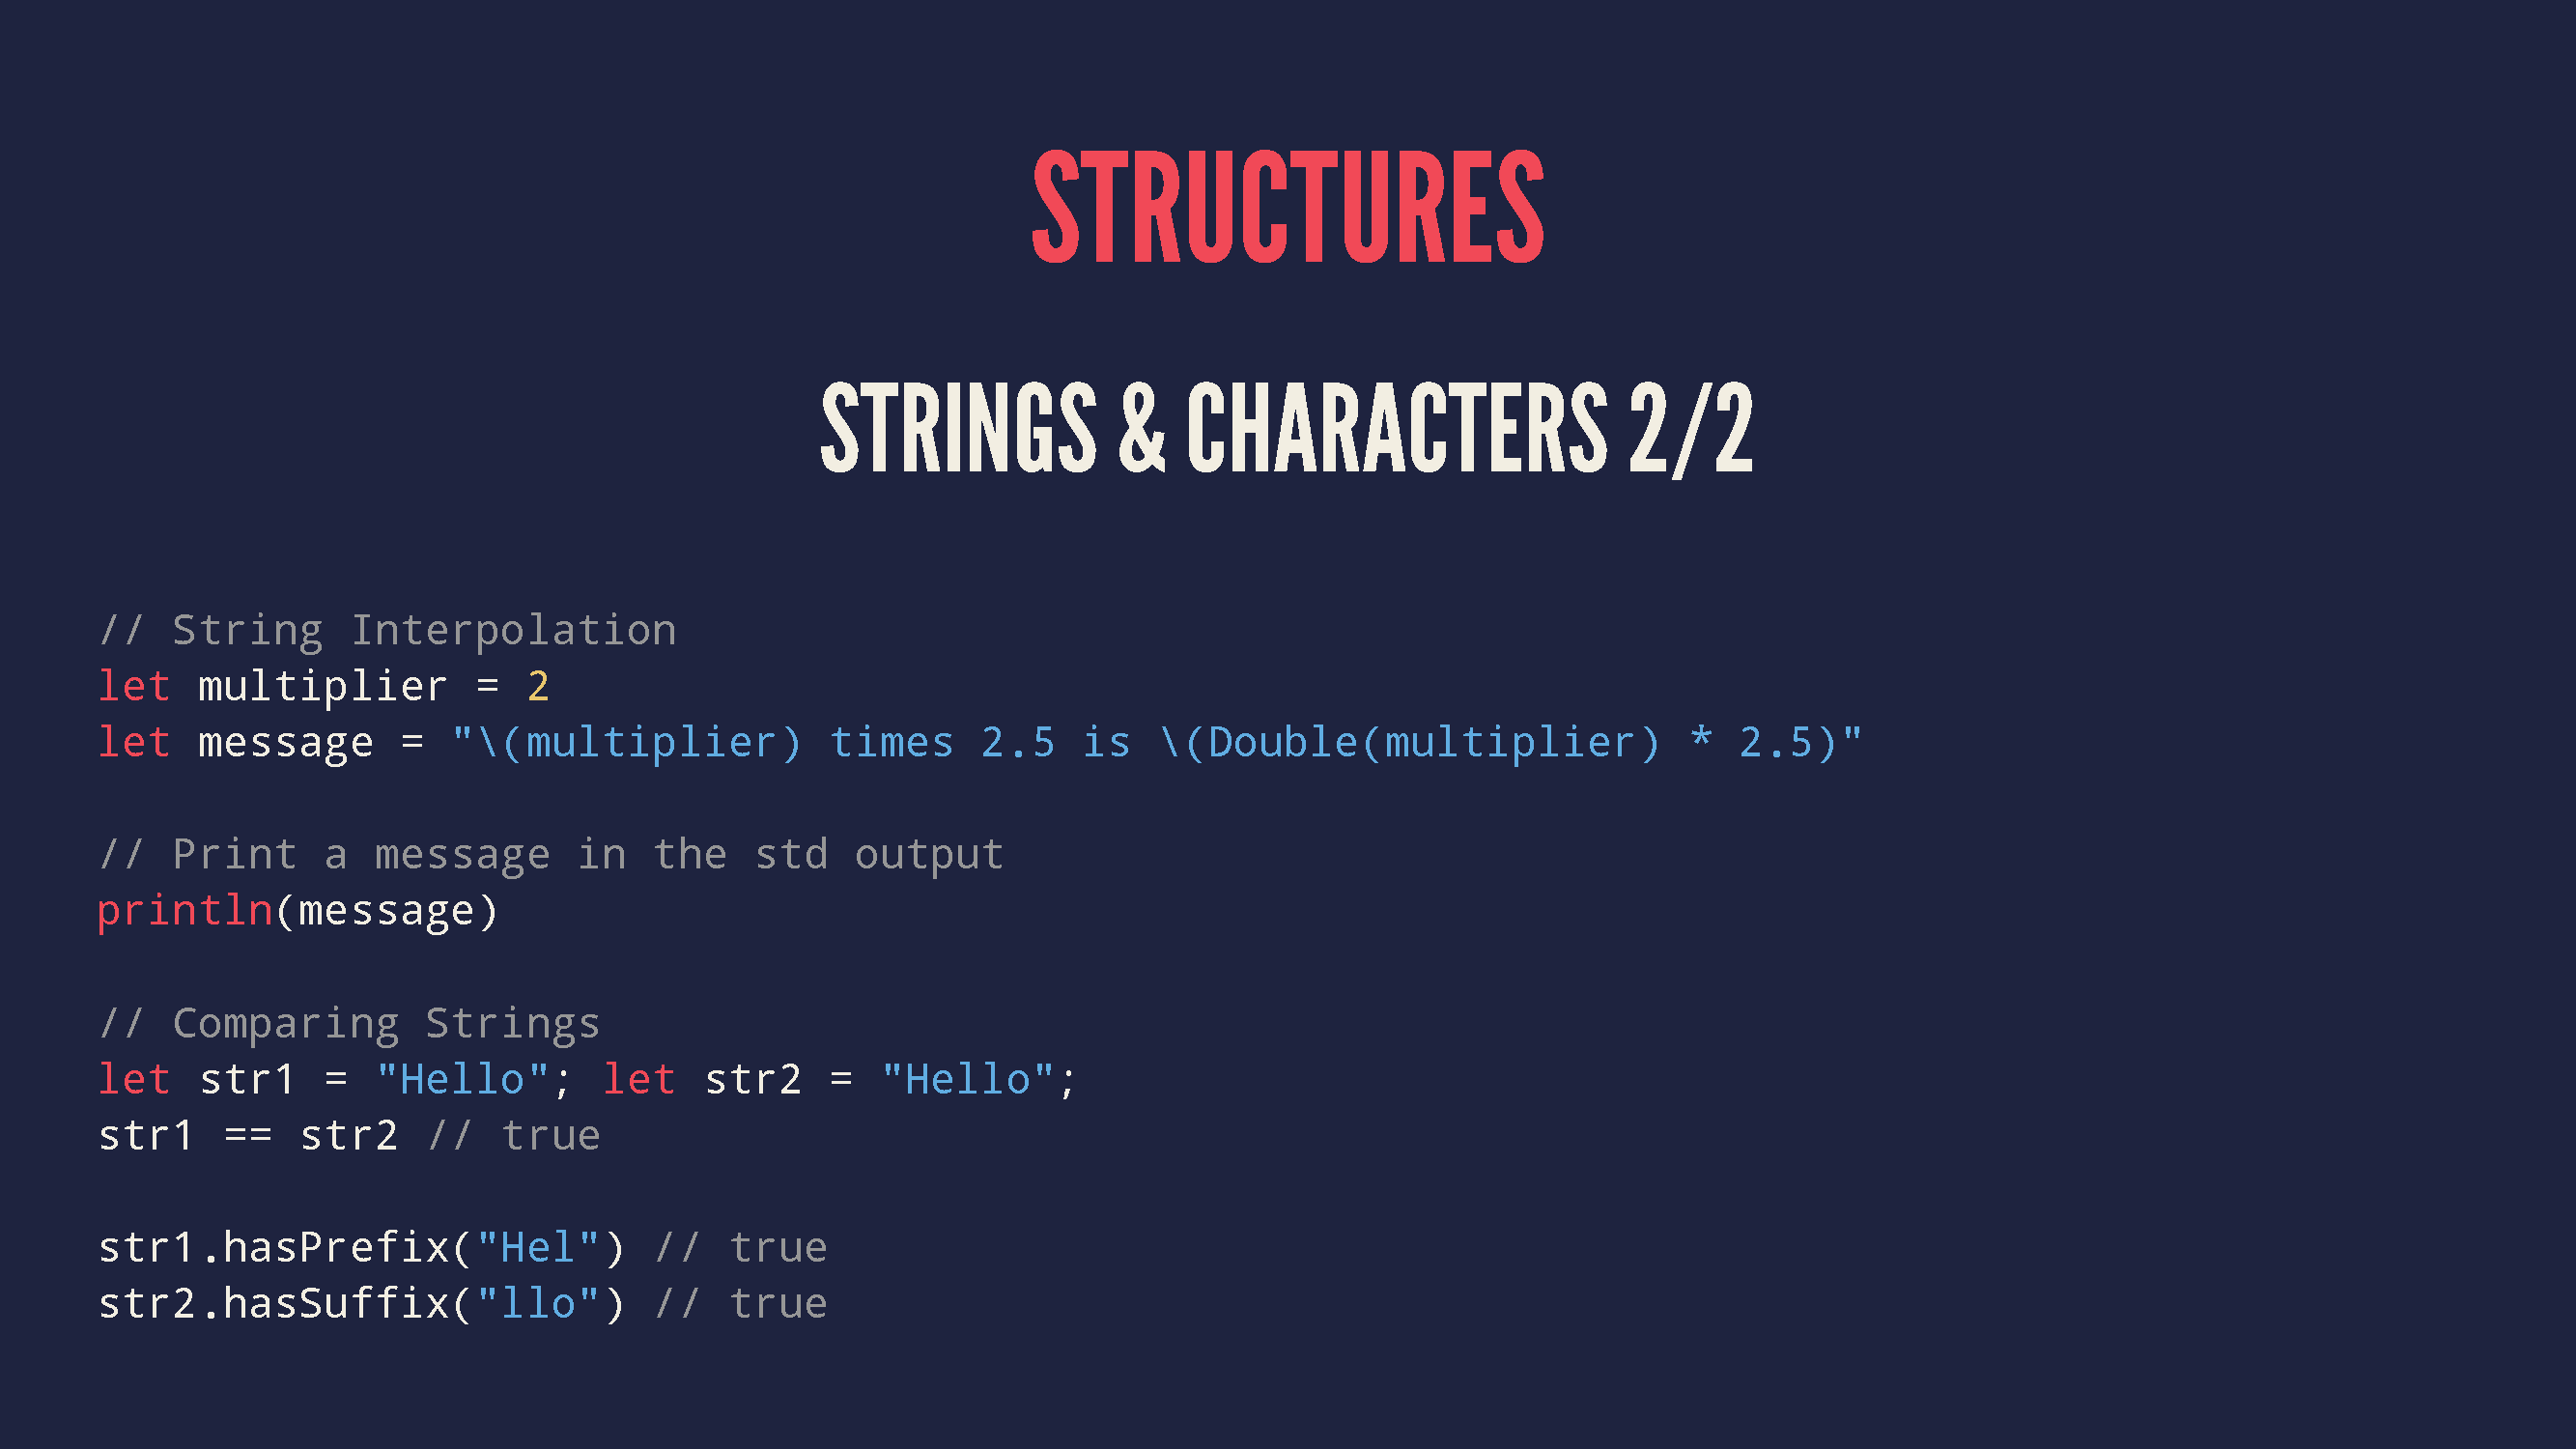 STRUCTURES
STRINGS & CHARACTERS 2/2
// String Interpolation
let multiplier = 2
let message = "\(multiplier) times 2.5 is \(Double(multiplier) * 2.5)"
// Print a message in the std output
println(message)
// Comparing Strings
let str1 = "Hello"; let str2 = "Hello";
str1 == str2 // true
str1.hasPrefix("Hel") // true
str2.hasSuffix("llo") // true